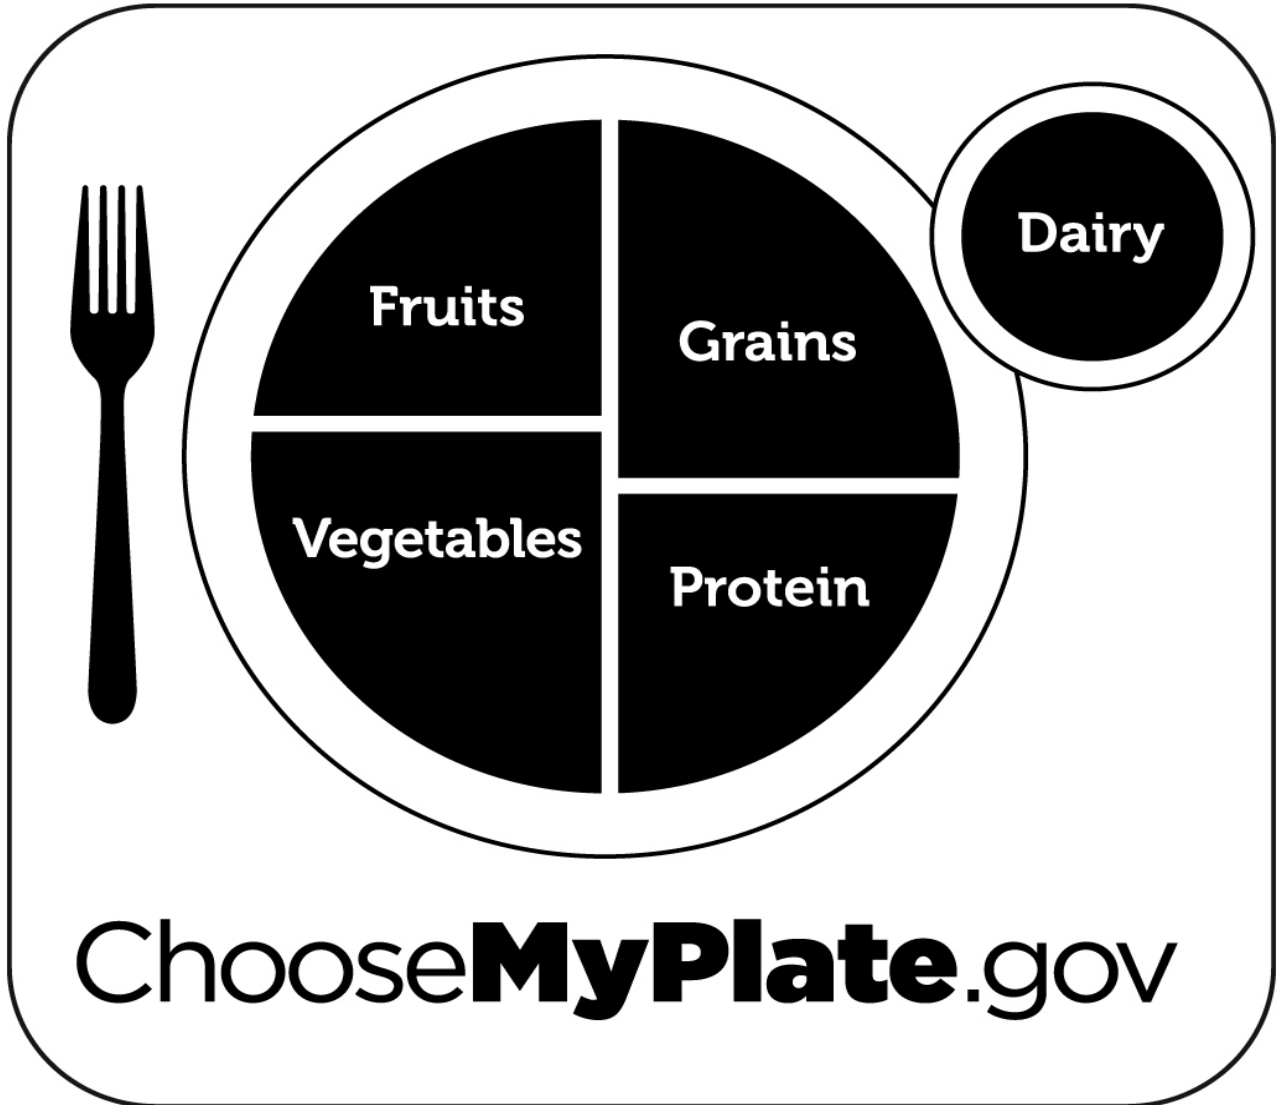 Dairy
Fruits
Grains
Vegetables
Protein
ChooseMyPlate.gov